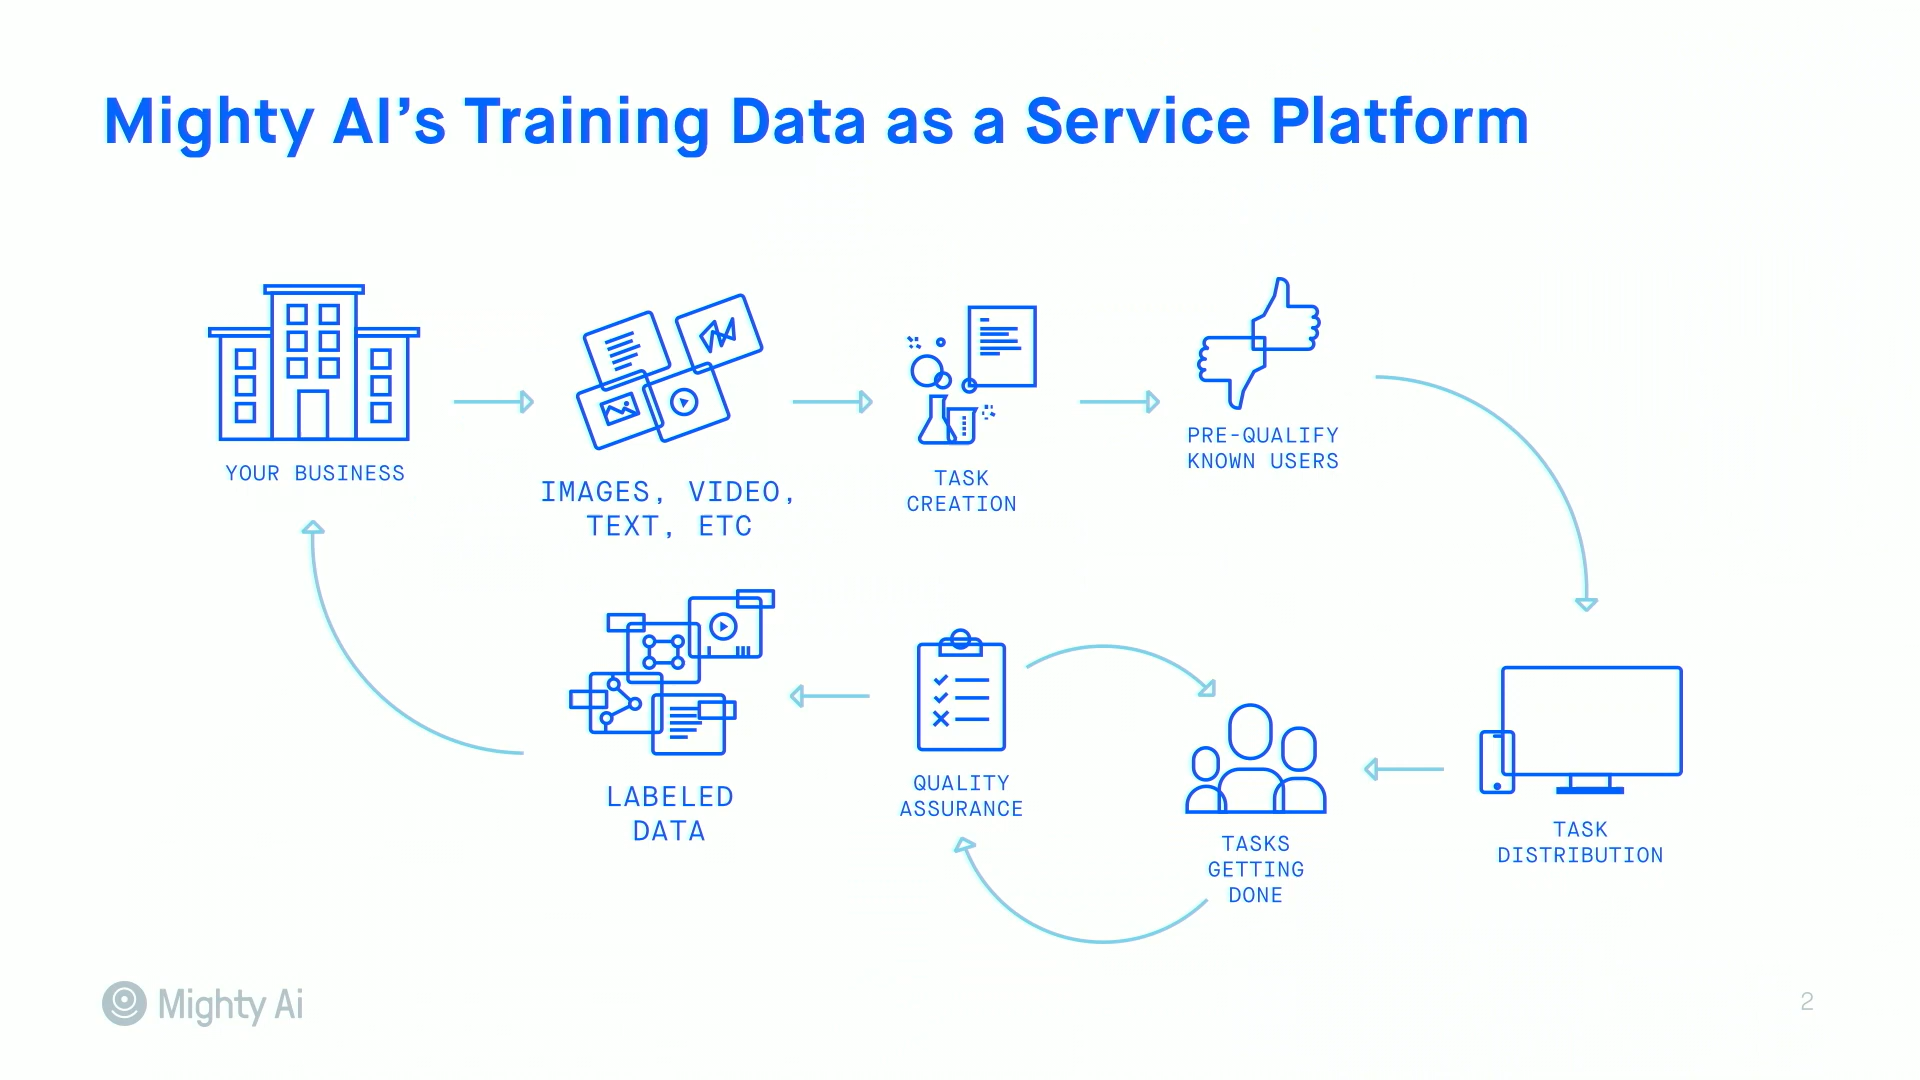 Mighty AI’s Training Data as a Service Platform
YOUR BUSINESS
IMAGES, VIDEO,
TEXT, ETC
TASK
CREATION
PRE-QUALIFY
KNOWN USERS
LABELED
DATA
QUALITY
ASSURANCE
TASKS
GETTING
DONE
TASK
DISTRIBUTION
Mighty Ai
2